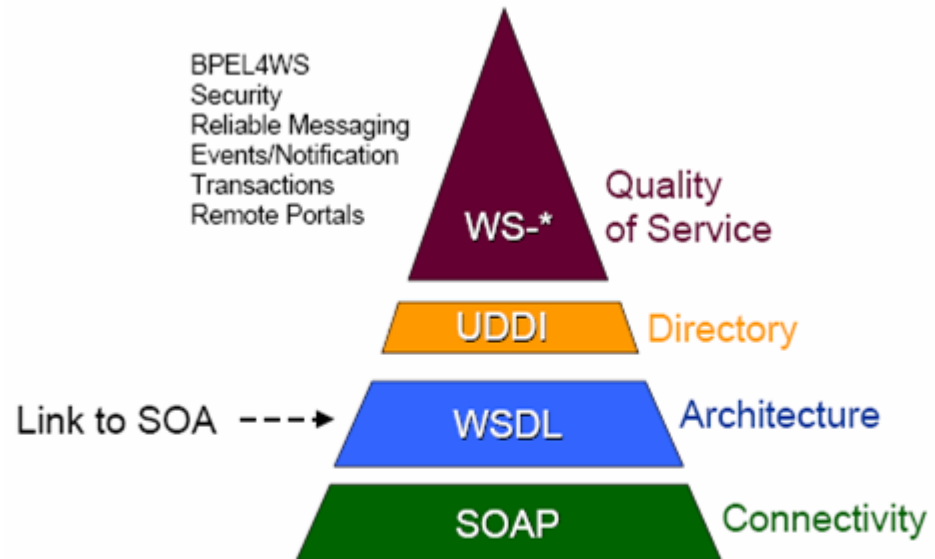 BPEL4WS
Security
Reliable Messaging
Events/Notification
Transactions
Remote Portals
WS-*
Quality
of Service
UDDI
Directory
Link to SOA
WSDL
Architecture
SOAP
Connectivity